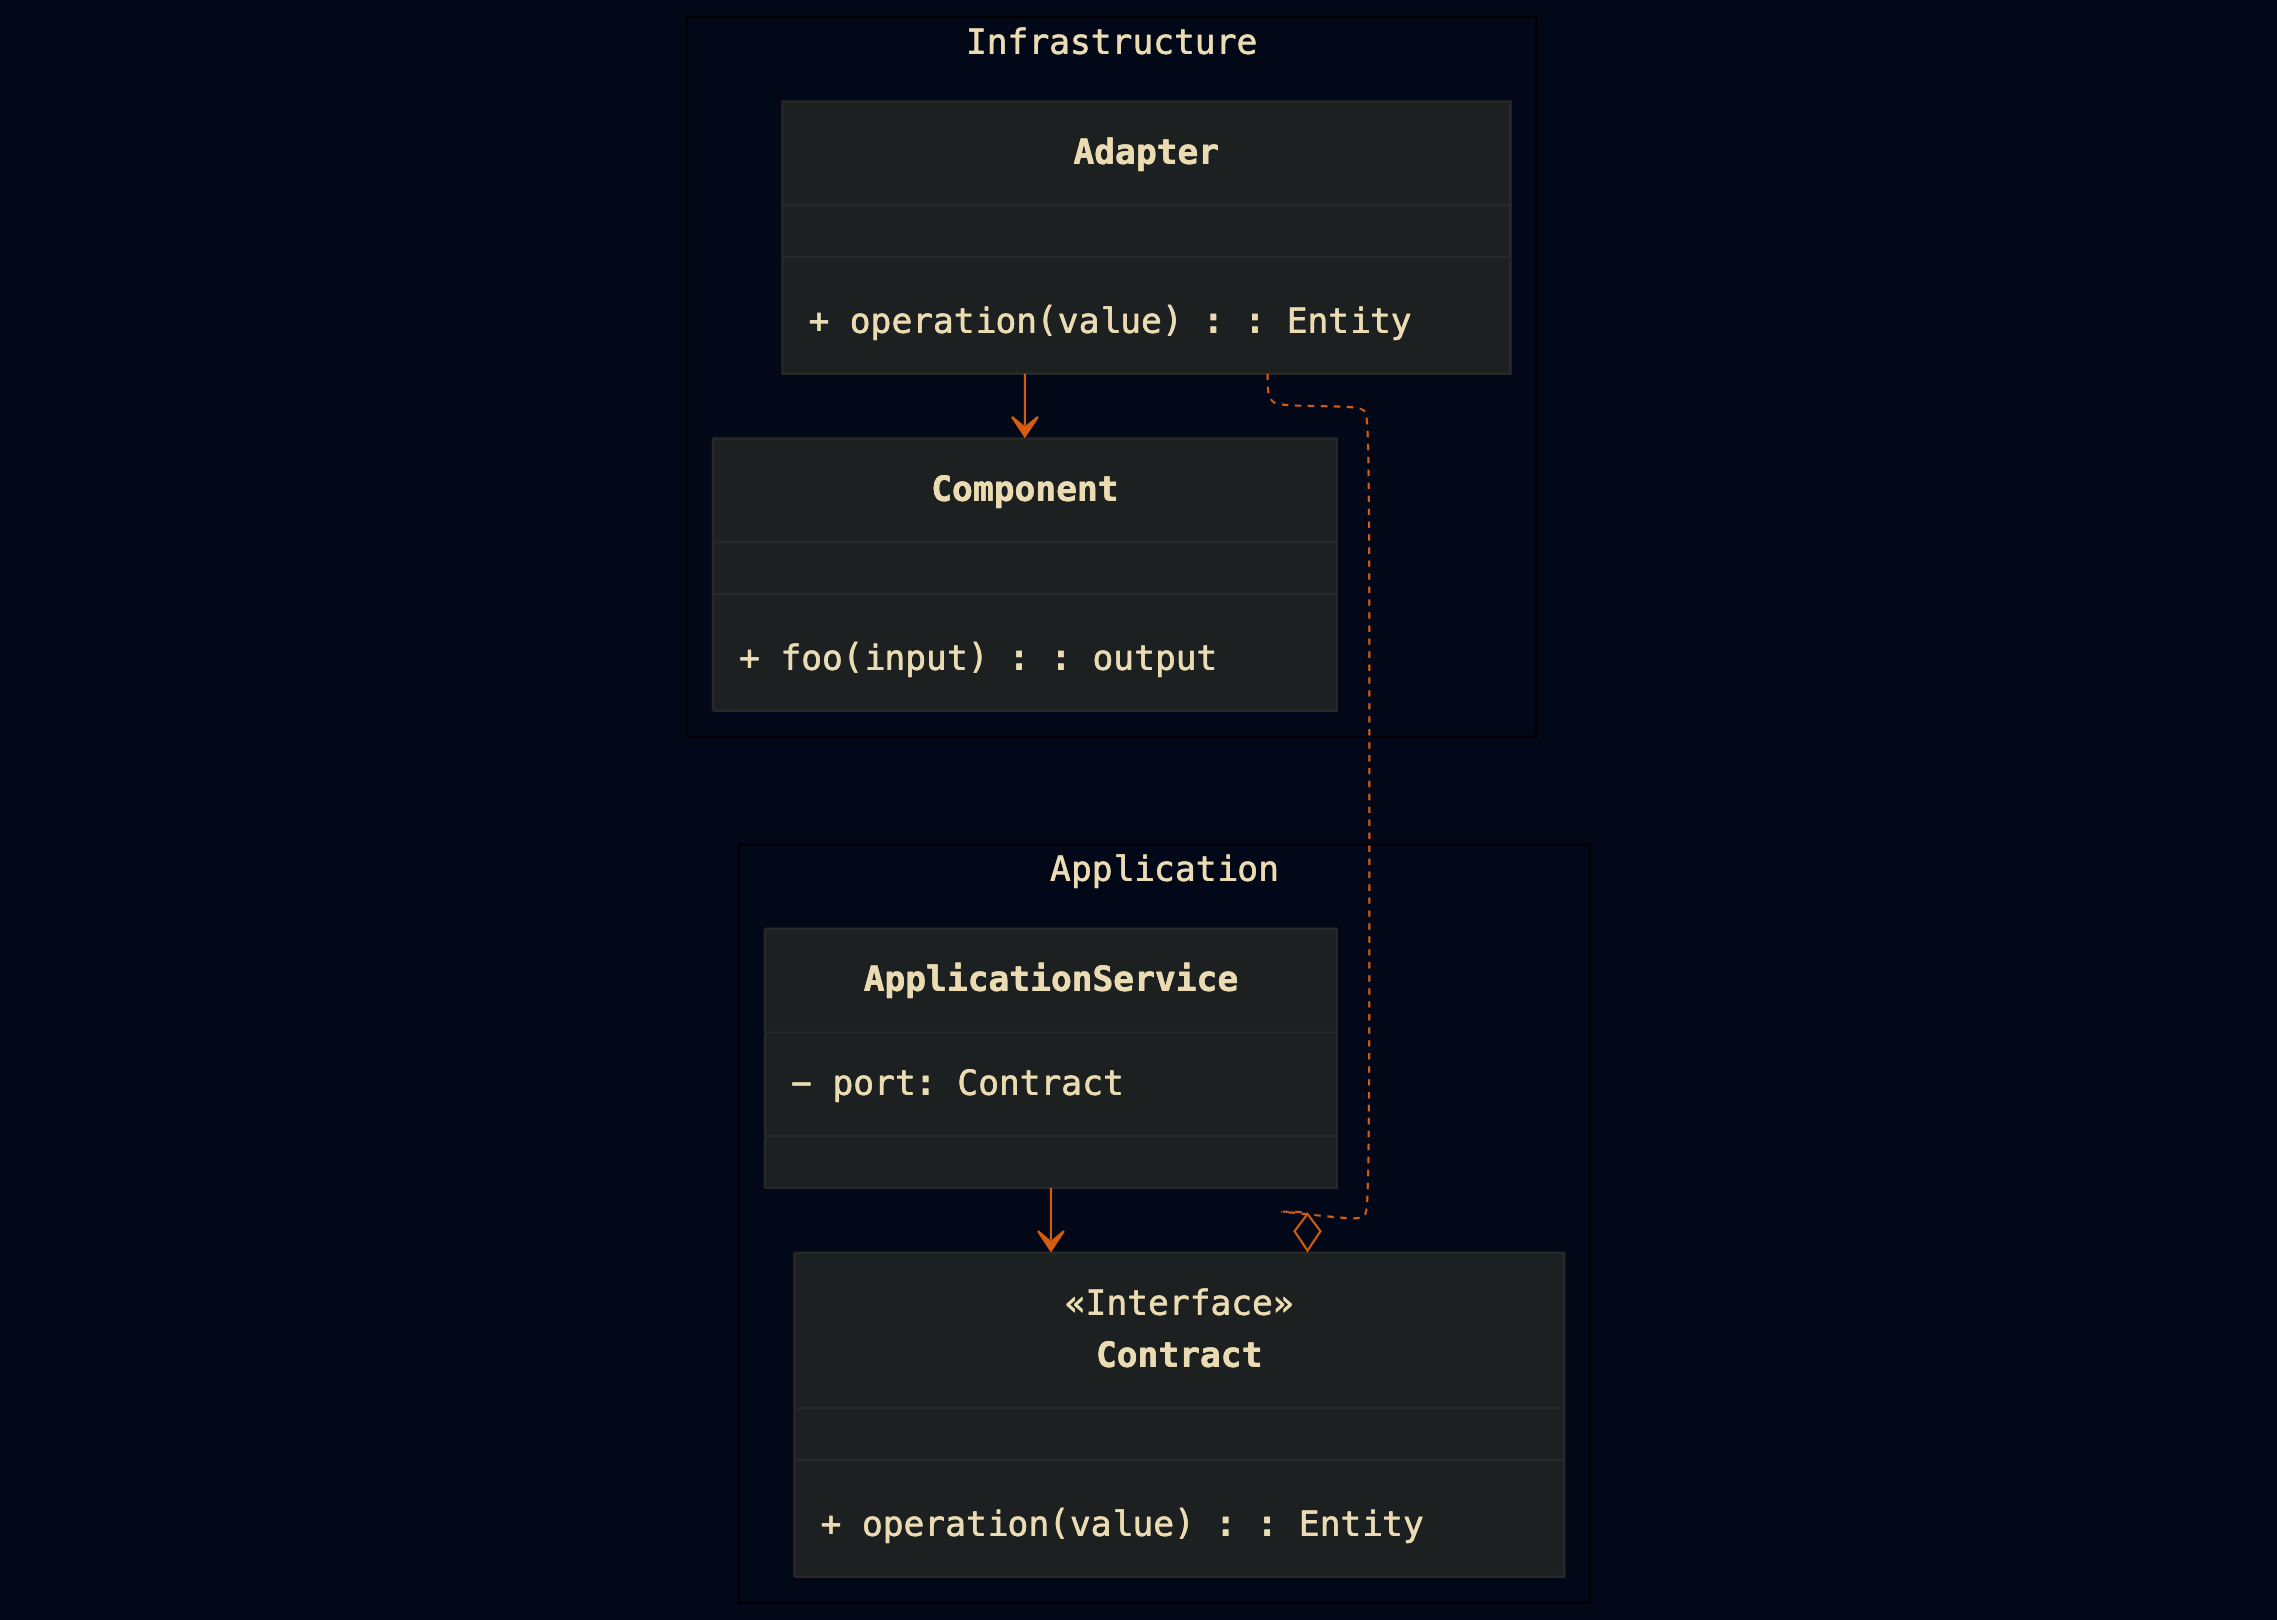 Infrastructure
Adapter
+ operation(value) : : Entity
Component
+ foo(input) : : output
Application
ApplicationService
− port: Contract
«Interface»
Contract
+ operation(value) : : Entity